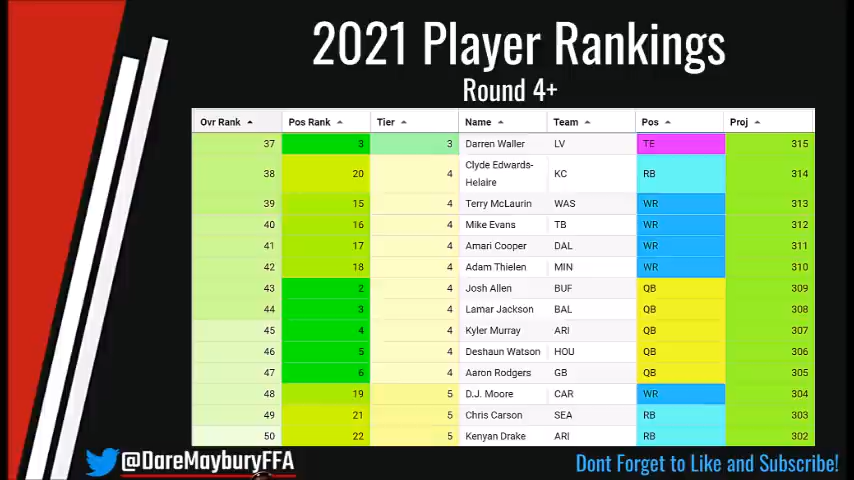 2021 Player Rankings
Round 4+
Ovr Rank Pos Rank Tier Name Team Pos Proj
37 3 3 Darren Waller LV TE 315
38 20 4 Clyde Edwards-Helaire KC RB 314
39 15 4 Terry McLaurin WAS WR 313
40 16 4 Mike Evans TB WR 312
41 17 4 Amari Cooper DAL WR 311
42 18 4 Adam Thielen MIN WR 310
43 2 4 Josh Allen BUF QB 309
44 3 4 Lamar Jackson BAL QB 308
45 4 4 Kyler Murray ARI QB 307
46 5 4 Deshaun Watson HOU QB 306
47 6 4 Aaron Rodgers GB QB 305
48 19 5 D.J. Moore CAR WR 304
49 21 5 Chris Carson SEA RB 303
50 22 5 Kenyan Drake ARI RB 302
@DareMayburyFFA
Dont Forget to Like and Subscribe!